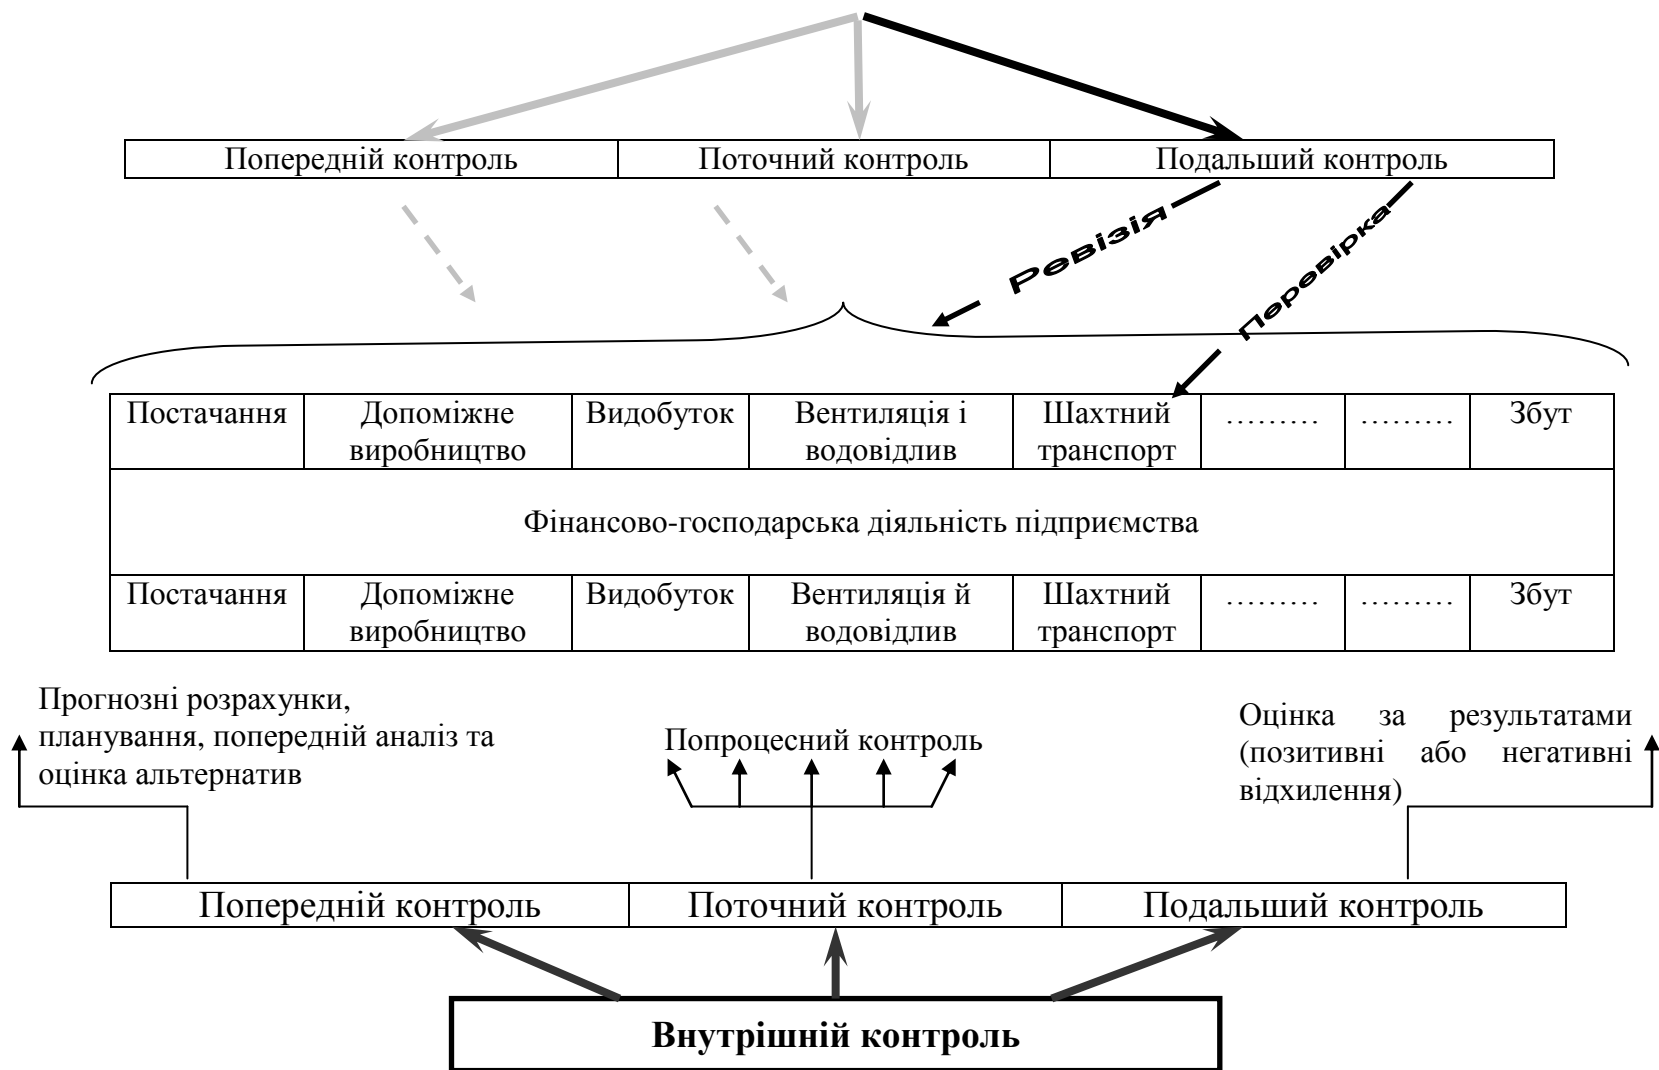 Попередній контроль Поточний контроль Подальший контроль
Ревізія
Перевірка
Постачання Допоміжне виробництво Видобуток Вентиляція і водовідлив Шахтний транспорт ……… ……… Збут
Фінансово-господарська діяльність підприємства
Постачання Допоміжне виробництво Видобуток Вентиляція й водовідлив Шахтний транспорт ……… ……… Збут
Прогнозні розрахунки,
планування, попередній аналіз та
оцінка альтернатив
Попроцесний контроль
Оцінка за результатами
(позитивні або негативні
відхилення)
Попередній контроль Поточний контроль Подальший контроль
Внутрішній контроль